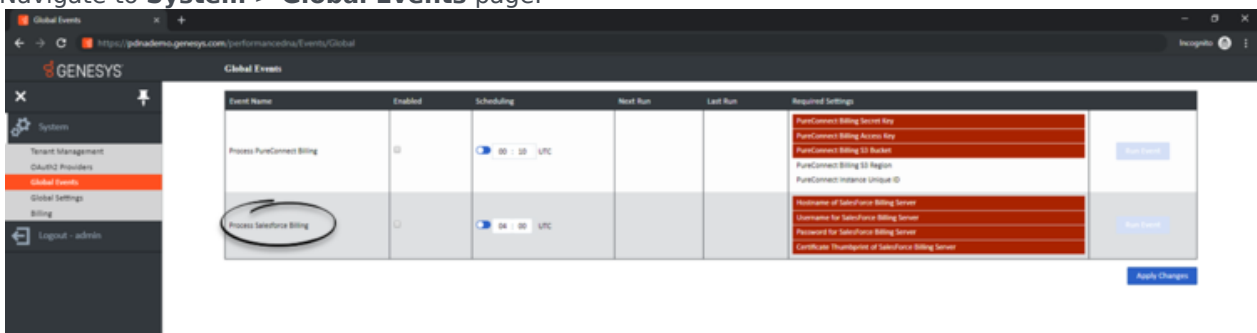 Navigate to System > Global Events page.
Global Events
https://pdnademo.genesys.com/performancedna/Events/Global
Incognito
GENESYS
Global Events
System
Tenant Management
OAuth2 Providers
Global Events
Global Settings
Billing
Logout - admin
Event Name Enabled Scheduling Next Run Last Run Required Settings
Process PureConnect Billing
00 : 10 UTC
PureConnect Billing Secret Key
PureConnect Billing Access Key
PureConnect Billing S3 Bucket
PureConnect Billing S3 Region
PureConnect Instance Unique ID
Run Event
Process Salesforce Billing
04 : 00 UTC
Hostname of SalesForce Billing Server
Username for SalesForce Billing Server
Password for SalesForce Billing Server
Certificate Thumbprint of SalesForce Billing Server
Run Event
Apply Changes